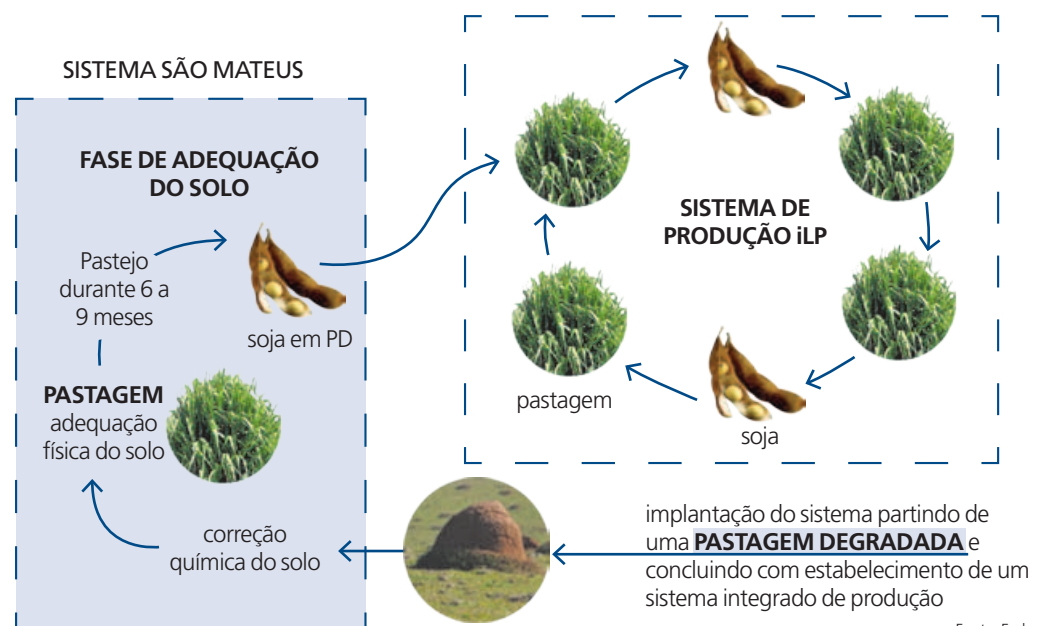 SISTEMA SÃO MATEUS
FASE DE ADEQUAÇÃO
DO SOLO
Pastejo
durante 6 a
9 meses
soja em PD
PASTAGEM
adequação
física do solo
correção
química do solo
SISTEMA DE
PRODUÇÃO iLP
pastagem
soja
implantação do sistema partindo de
uma PASTAGEM DEGRADADA e
concluindo com estabelecimento de um
sistema integrado de produção